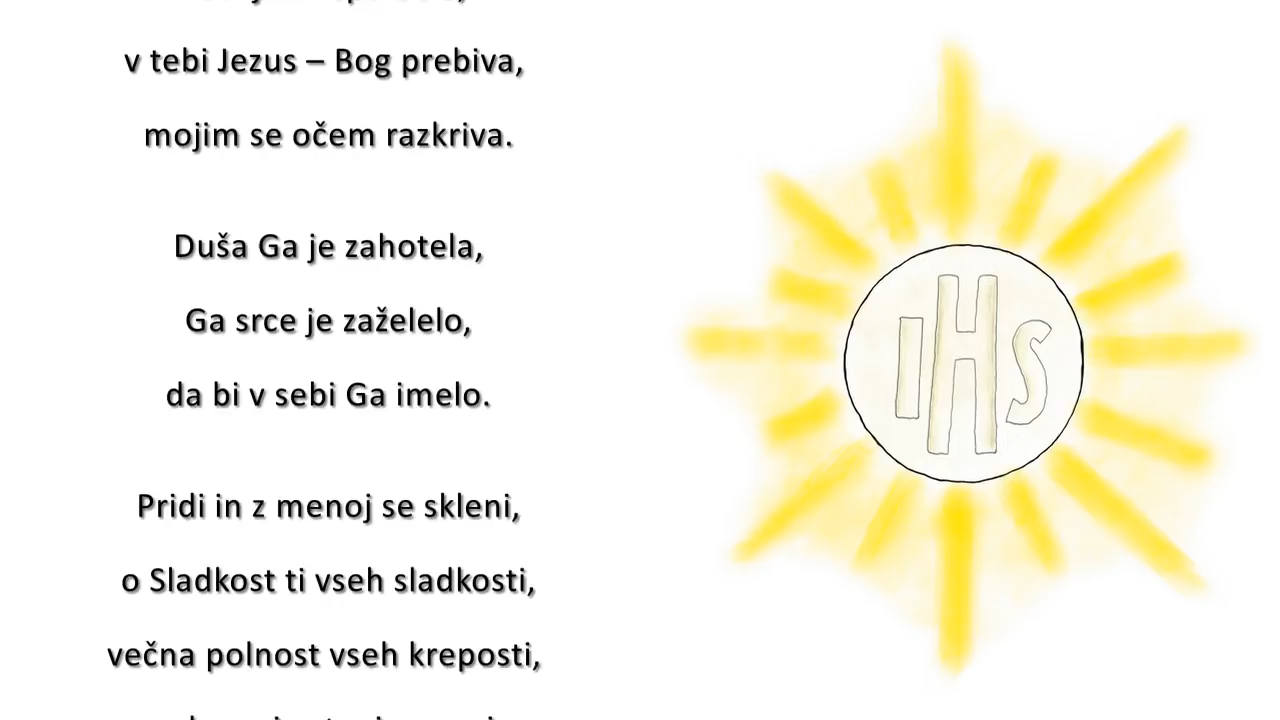 v tebi Jezus – Bog prebiva,
mojim se očem razkriva.
Duša Ga je zahotela,
Ga srce je zaželelo,
da bi v sebi Ga imelo.
Pridi in z menoj se skleni,
o Sladkost ti vseh sladkosti,
večna polnost vseh kreposti,
IHS